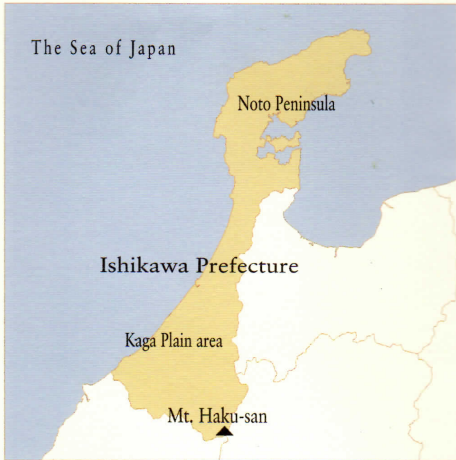 The Sea of Japan
Noto Peninsula
Ishikawa Prefecture
Kaga Plain area
Mt. Haku-san